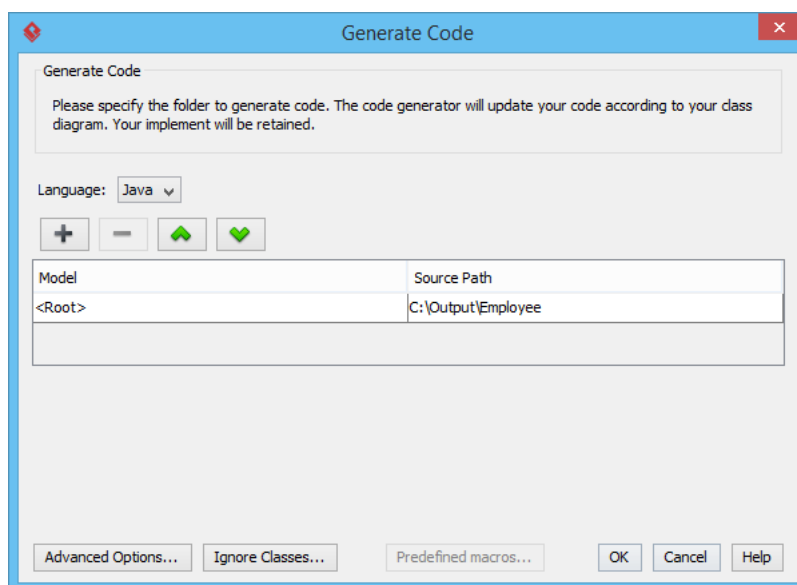 Generate Code
Generate Code
Please specify the folder to generate code. The code generator will update your code according to your class
diagram. Your implement will be retained.
Language: Java
Model Source Path
<Root> C:\Output\Employee
Advanced Options... Ignore Classes... Predefined macros... OK Cancel Help